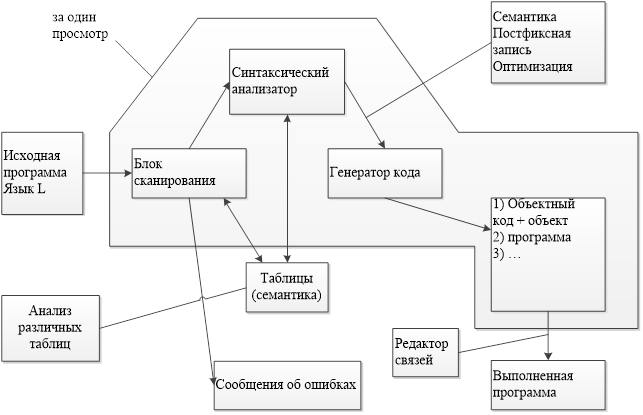 за один
просмотр
Семантика
Постфиксная
запись
Оптимизация
Синтаксический
анализатор
Исходная
программа
Язык L
Блок
сканирования
Генератор кода
1) Объектный
код + объект
2) программа
3) ...
Таблицы
(семантика)
Анализ
различных
таблиц
Редактор
связей
Сообщения об ошибках
Выполненная
программа